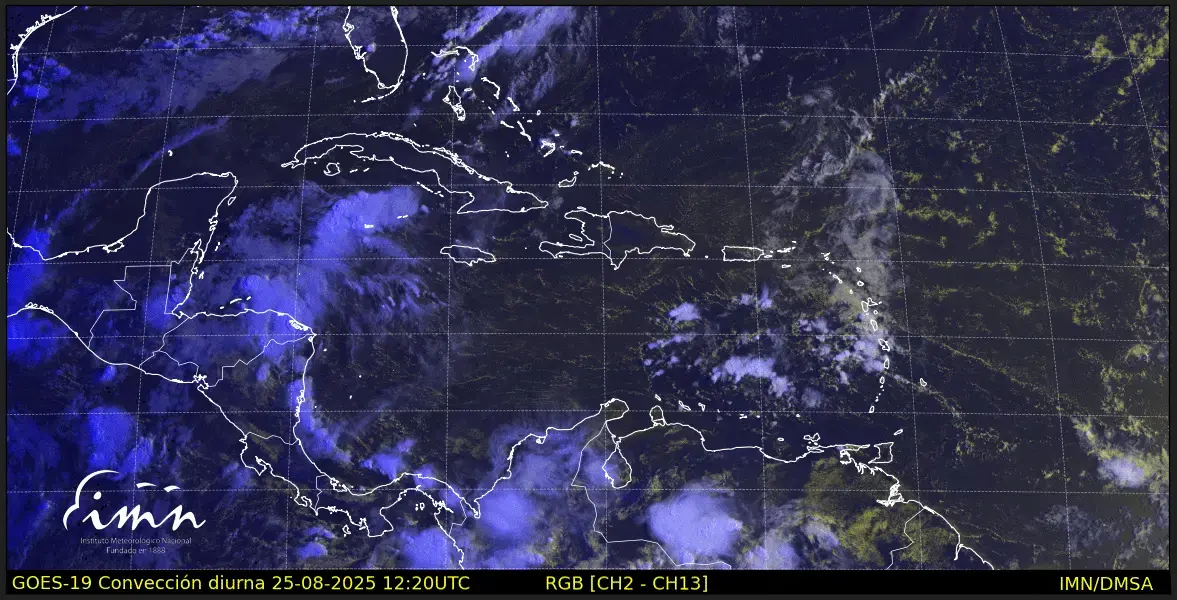 imn
Instituto Meteorológico Nacional
Fundado en 1888
GOES-19 Convección diurna 25-08-2025 12:20UTC RGB [CH2 - CH13] IMN/DMSA